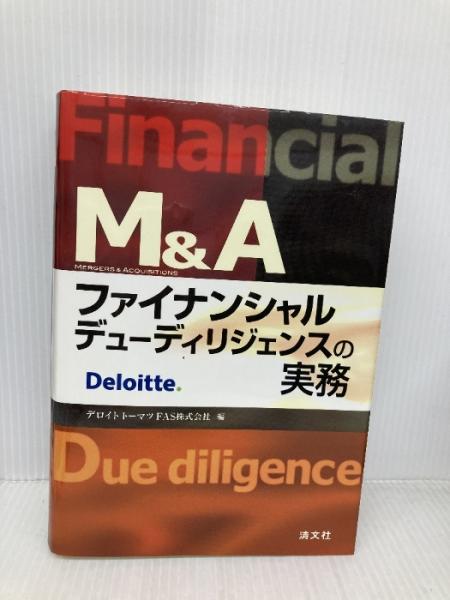 Financial
M&A
MERGERS & ACQUISITIONS
ファイナンシャル
デューディリジェンスの
実務
Deloitte.
デロイトトーマツFAS株式会社 編
Due diligence
清文社